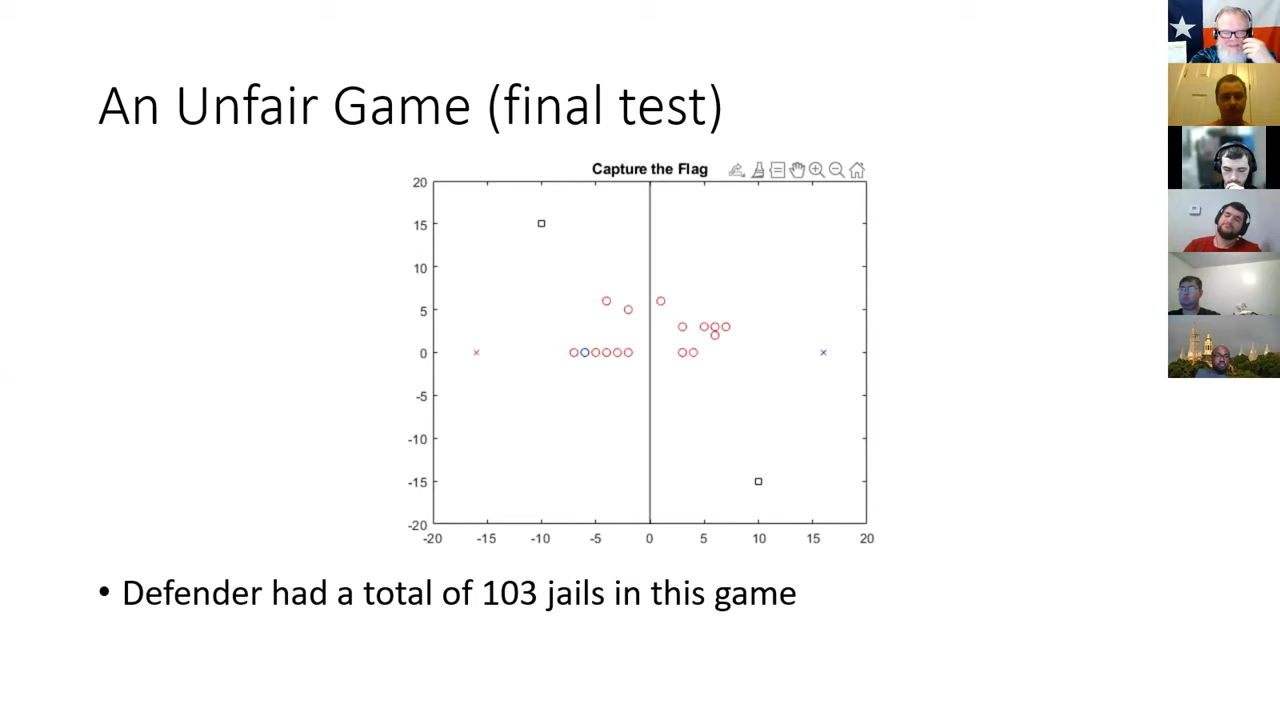 An Unfair Game (final test)
Capture the Flag
20
15
10
5
0
-5
-10
-15
-20
-20 -15 -10 -5 0 5 10 15 20
• Defender had a total of 103 jails in this game